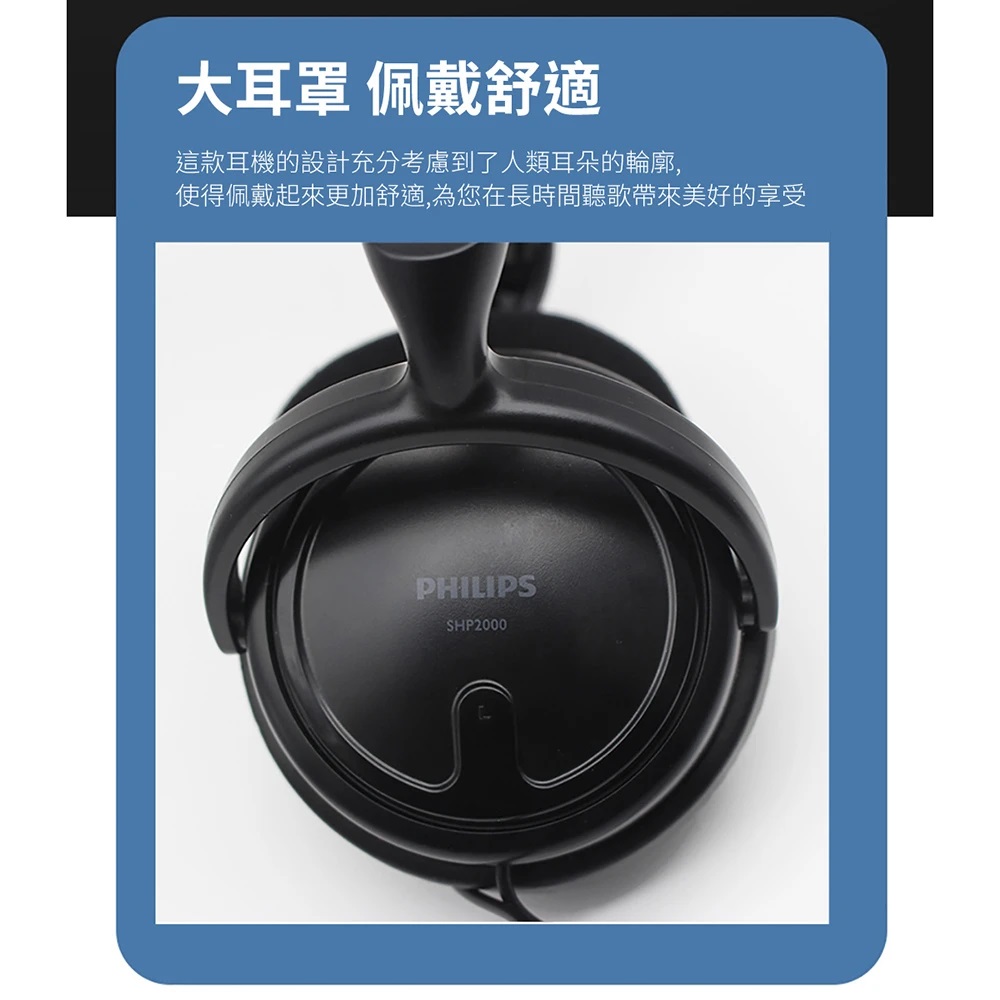 大耳罩 佩戴舒適
這款耳機的設計充分考慮到了人類耳朵的輪廓,
使得佩戴起來更加舒適,為您在長時間聽歌帶來美好的享受
PHILIPS
SHP2000
L